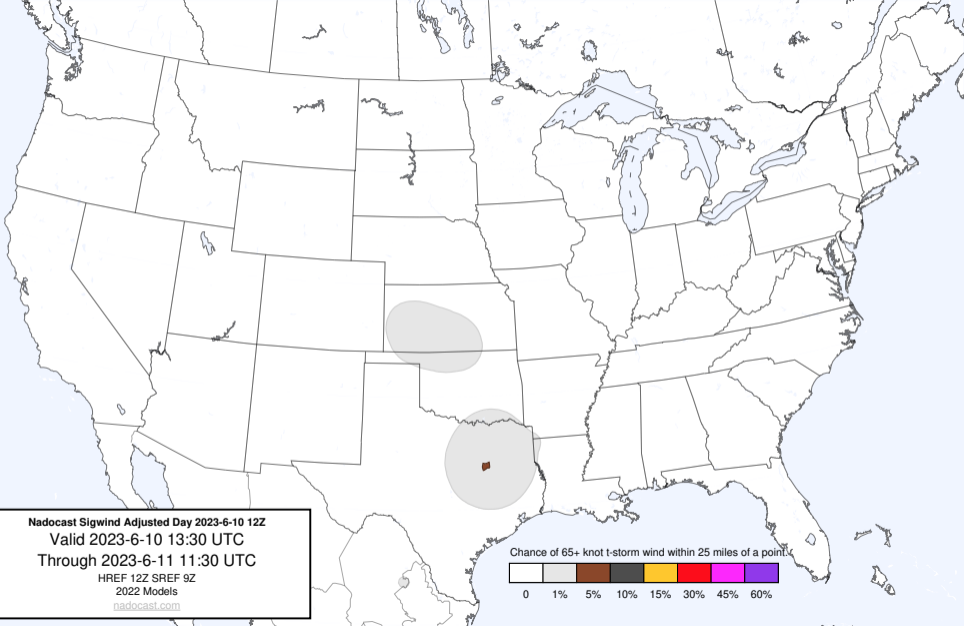 Nadocast Sigwind Adjusted Day 2023-6-10 12Z
Valid 2023-6-10 13:30 UTC
Through 2023-6-11 11:30 UTC
HREF 12Z SREF 9Z
2022 Models
nadocast.com
Chance of 65+ knot t-storm wind within 25 miles of a point.
0 1% 5% 10% 15% 30% 45% 60%